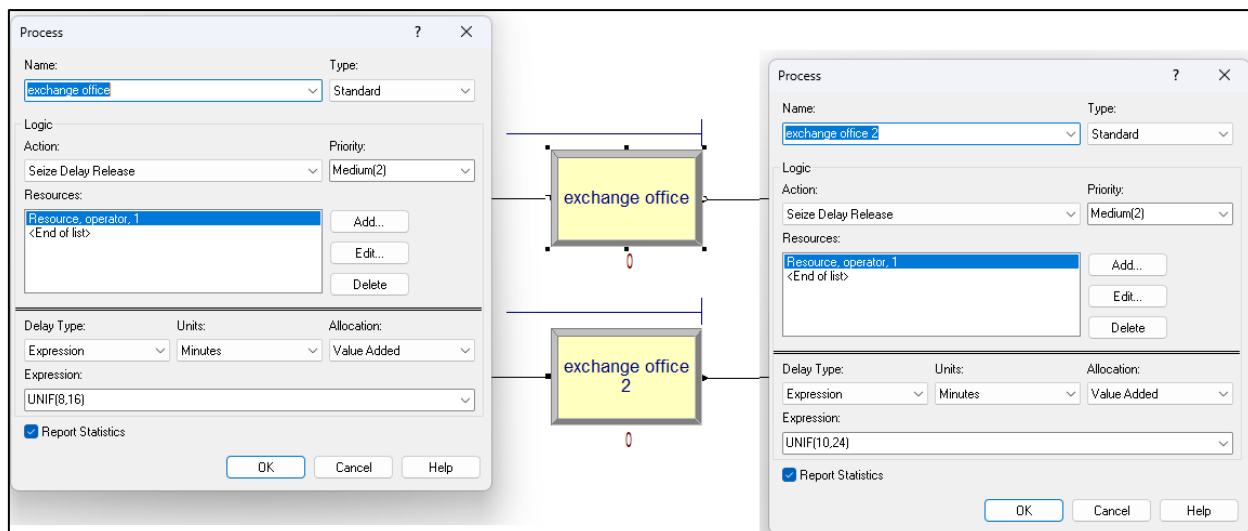 Process
?
Name:
Type:
exchange office
Standard
Logic
Action:
Priority:
Seize Delay Release
Medium(2)
Resources:
Resource, operator, 1
<End of list>
Add...
Edit...
Delete
Delay Type:
Units:
Allocation:
Expression
Minutes
Value Added
Expression:
UNIF(8,16)
Report Statistics
OK
Cancel
Help
exchange office
0
exchange office
2
0
Process
?
Name:
Type:
exchange office 2
Standard
Logic
Action:
Priority:
Seize Delay Release
Medium(2)
Resources:
Resource, operator, 1
<End of list>
Add...
Edit...
Delete
Delay Type:
Units:
Allocation:
Expression
Minutes
Value Added
Expression:
UNIF(10,24)
Report Statistics
OK
Cancel
Help